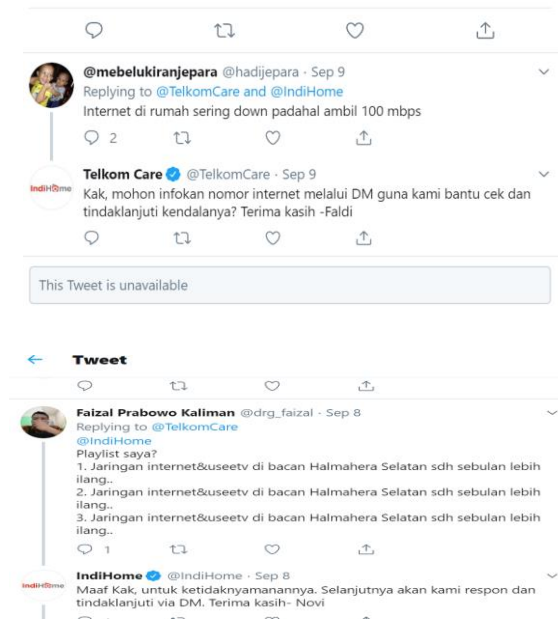 @mebelukiranjepara @hadijepara · Sep 9
Replying to @TelkomCare and @IndiHome
Internet di rumah sering down padahal ambil 100 mbps
2
IndiHome
Telkom Care @TelkomCare · Sep 9
Kak, mohon infokan nomor internet melalui DM guna kami bantu cek dan
tindaklanjuti kendalanya? Terima kasih -Faldi
This Tweet is unavailable
Tweet
Faizal Prabowo Kaliman @drg_faizal · Sep 8
Replying to @TelkomCare
@IndiHome
Playlist saya?
1. Jaringan internet&useetv di bacan Halmahera Selatan sdh sebulan lebih
ilang..
2. Jaringan internet&useetv di bacan Halmahera Selatan sdh sebulan lebih
ilang..
3. Jaringan internet&useetv di bacan Halmahera Selatan sdh sebulan lebih
ilang..
1
IndiHome
IndiHome @IndiHome · Sep 8
Maaf Kak, untuk ketidaknyamanannya. Selanjutnya akan kami respon dan
tindaklanjuti via DM. Terima kasih- Novi